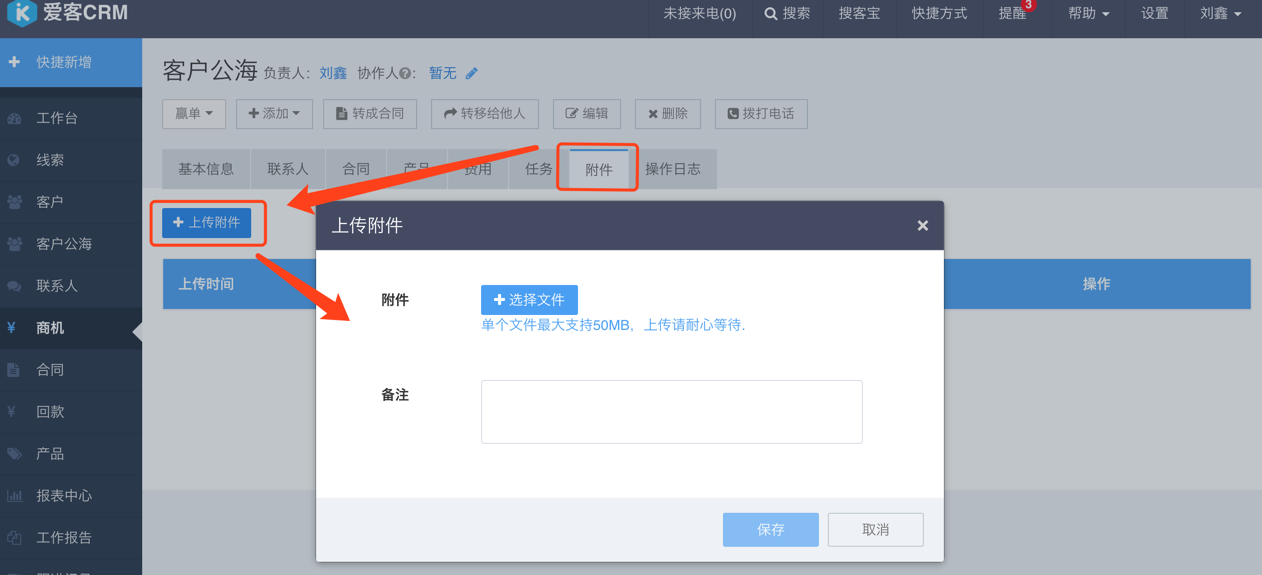 爱客CRM
未接来电(0) 搜索 搜客宝 快捷方式 提醒 3 帮助 设置 刘鑫
快捷新增
工作台
线索
客户
客户公海
联系人
商机
合同
回款
产品
报表中心
工作报告
客户公海 负责人: 刘鑫 协作人?: 暂无
赢单 添加 转成合同 转移给他人 编辑 删除 拨打电话
基本信息 联系人 合同 产品 费用 任务 附件 操作日志
上传附件
上传时间 操作
上传附件 ×
附件 选择文件
单个文件最大支持50MB，上传请耐心等待.
备注
保存 取消